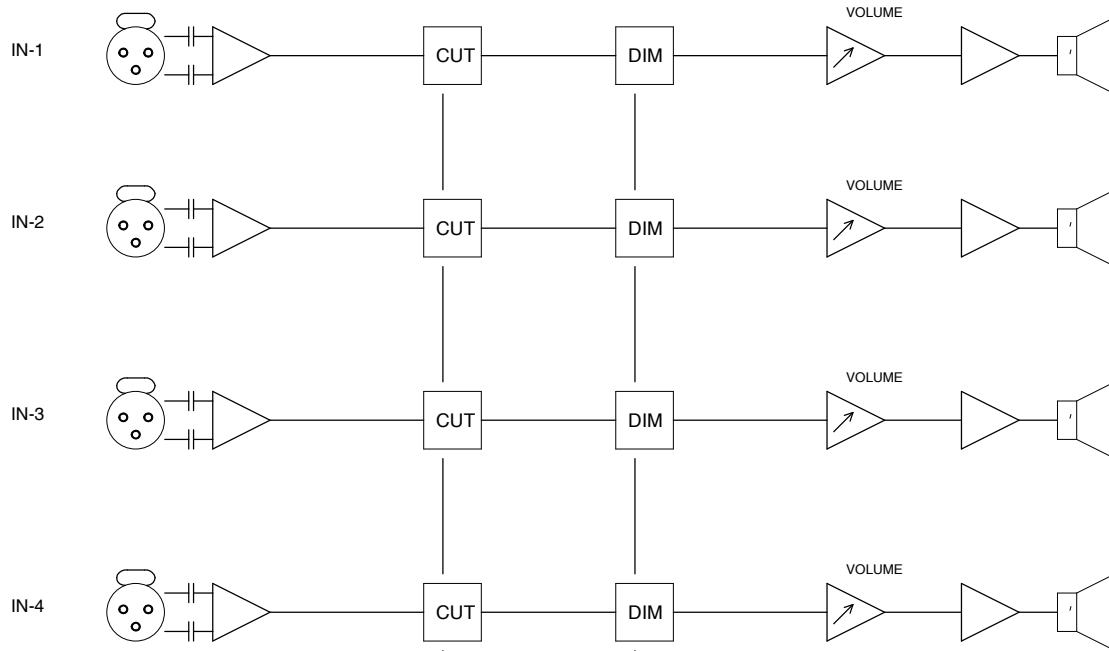 VOLUME
IN-1 CUT DIM
VOLUME
IN-2 CUT DIM
VOLUME
IN-3 CUT DIM
VOLUME
IN-4 CUT DIM